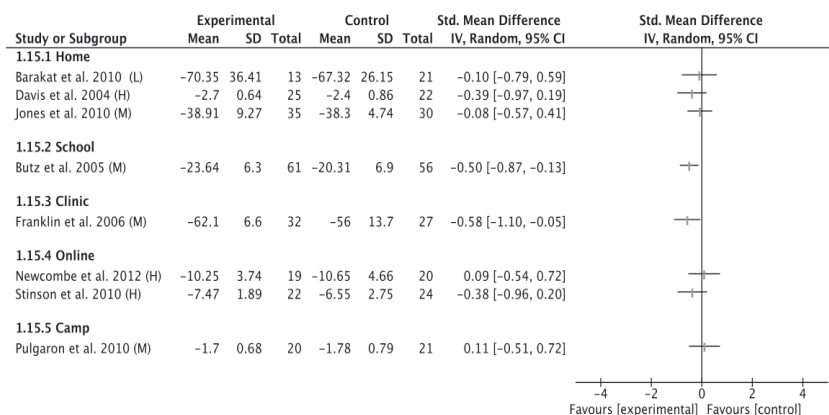 Experimental Control Std. Mean Difference Std. Mean Difference
Study or Subgroup Mean SD Total Mean SD Total IV, Random, 95% CI IV, Random, 95% CI
1.15.1 Home
Barakat et al. 2010 (L) −70.35 36.41 13 −67.32 26.15 21 −0.10 [−0.79, 0.59]
Davis et al. 2004 (H) −2.7 0.64 25 −2.4 0.86 22 −0.39 [−0.97, 0.19]
Jones et al. 2010 (M) −38.91 9.27 35 −38.3 4.74 30 −0.08 [−0.57, 0.41]
1.15.2 School
Butz et al. 2005 (M) −23.64 6.3 61 −20.31 6.9 56 −0.50 [−0.87, −0.13]
1.15.3 Clinic
Franklin et al. 2006 (M) −62.1 6.6 32 −56 13.7 27 −0.58 [−1.10, −0.05]
1.15.4 Online
Newcombe et al. 2012 (H) −10.25 3.74 19 −10.65 4.66 20 0.09 [−0.54, 0.72]
Stinson et al. 2010 (H) −7.47 1.89 22 −6.55 2.75 24 −0.38 [−0.96, 0.20]
1.15.5 Camp
Pulgaron et al. 2010 (M) −1.7 0.68 20 −1.78 0.79 21 0.11 [−0.51, 0.72]
−4 −2 0 2 4
Favours [experimental] Favours [control]